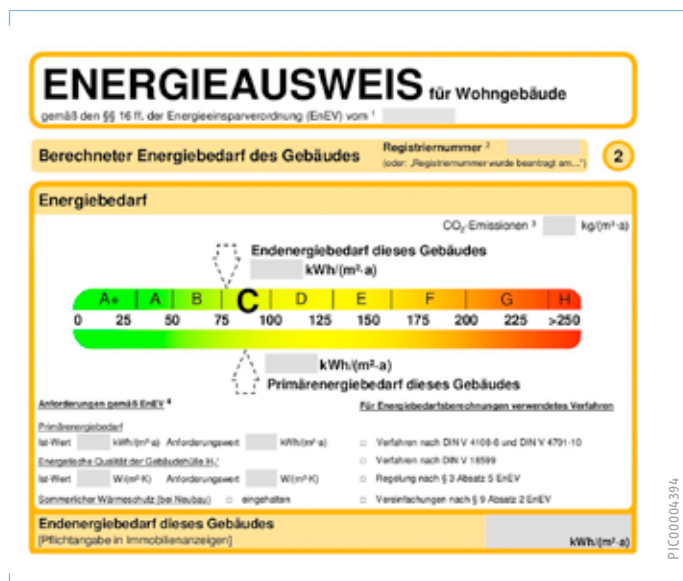 ENERGIEAUSWEIS für Wohngebäude
gemäß den §§ 16 ff. der Energieeinsparverordnung (EnEV) vom ¹
Berechneter Energiebedarf des Gebäudes
Registriernummer ²
(oder: „Registriernummer wurde beantragt am...“)
2
Energiebedarf
CO₂-Emissionen ³ kg/(m²·a)
Endenergiebedarf dieses Gebäudes
kWh/(m²·a)
A+ A B C D E F G H
0 25 50 75 100 125 150 175 200 225 >250
kWh/(m²·a)
Primärenergiebedarf dieses Gebäudes
Anforderungen gemäß EnEV ⁴
Primärenergiebedarf
Ist-Wert kWh/(m²·a) Anforderungswert kWh/(m²·a)
Energetische Qualität der Gebäudehülle H_T'
Ist-Wert W/(m²·K) Anforderungswert W/(m²·K)
Sommerlicher Wärmeschutz (bei Neubau) □ eingehalten
Für Energiebedarfsberechnungen verwendetes Verfahren
□ Verfahren nach DIN V 4108-6 und DIN V 4701-10
□ Verfahren nach DIN V 18599
□ Regelung nach § 3 Absatz 5 EnEV
□ Vereinfachungen nach § 9 Absatz 2 EnEV
Endenergiebedarf dieses Gebäudes
[Pflichtangabe in Immobilienanzeigen]
kWh/(m²·a)
PIC00004394